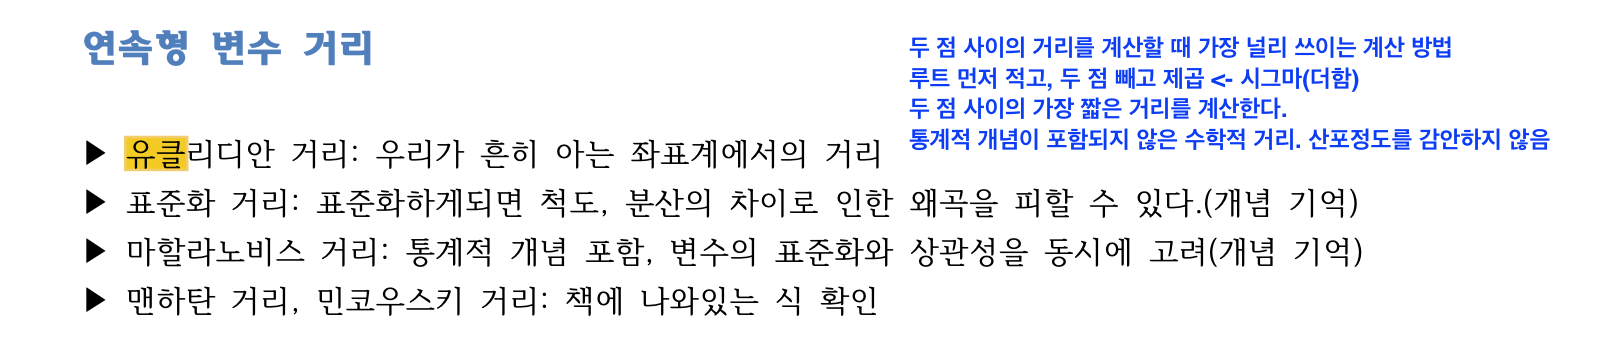 연속형 변수 거리
두 점 사이의 거리를 계산할 때 가장 널리 쓰이는 계산 방법
루트 먼저 적고, 두 점 빼고 제곱 <- 시그마(더함)
두 점 사이의 가장 짧은 거리를 계산한다.
통계적 개념이 포함되지 않은 수학적 거리. 산포정도를 감안하지 않음
▶ 유클리디안 거리: 우리가 흔히 아는 좌표계에서의 거리
▶ 표준화 거리: 표준화하게되면 척도, 분산의 차이로 인한 왜곡을 피할 수 있다.(개념 기억)
▶ 마할라노비스 거리: 통계적 개념 포함, 변수의 표준화와 상관성을 동시에 고려(개념 기억)
▶ 맨하탄 거리, 민코우스키 거리: 책에 나와있는 식 확인